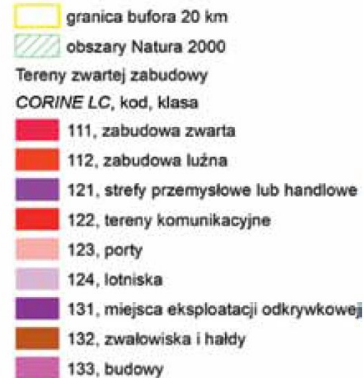 granica bufora 20 km
obszary Natura 2000
Tereny zwartej zabudowy
CORINE LC, kod, klasa
111, zabudowa zwarta
112, zabudowa luźna
121, strefy przemysłowe lub handlowe
122, tereny komunikacyjne
123, porty
124, lotniska
131, miejsca eksploatacji odkrywkowej
132, zwałowiska i hałdy
133, budowy